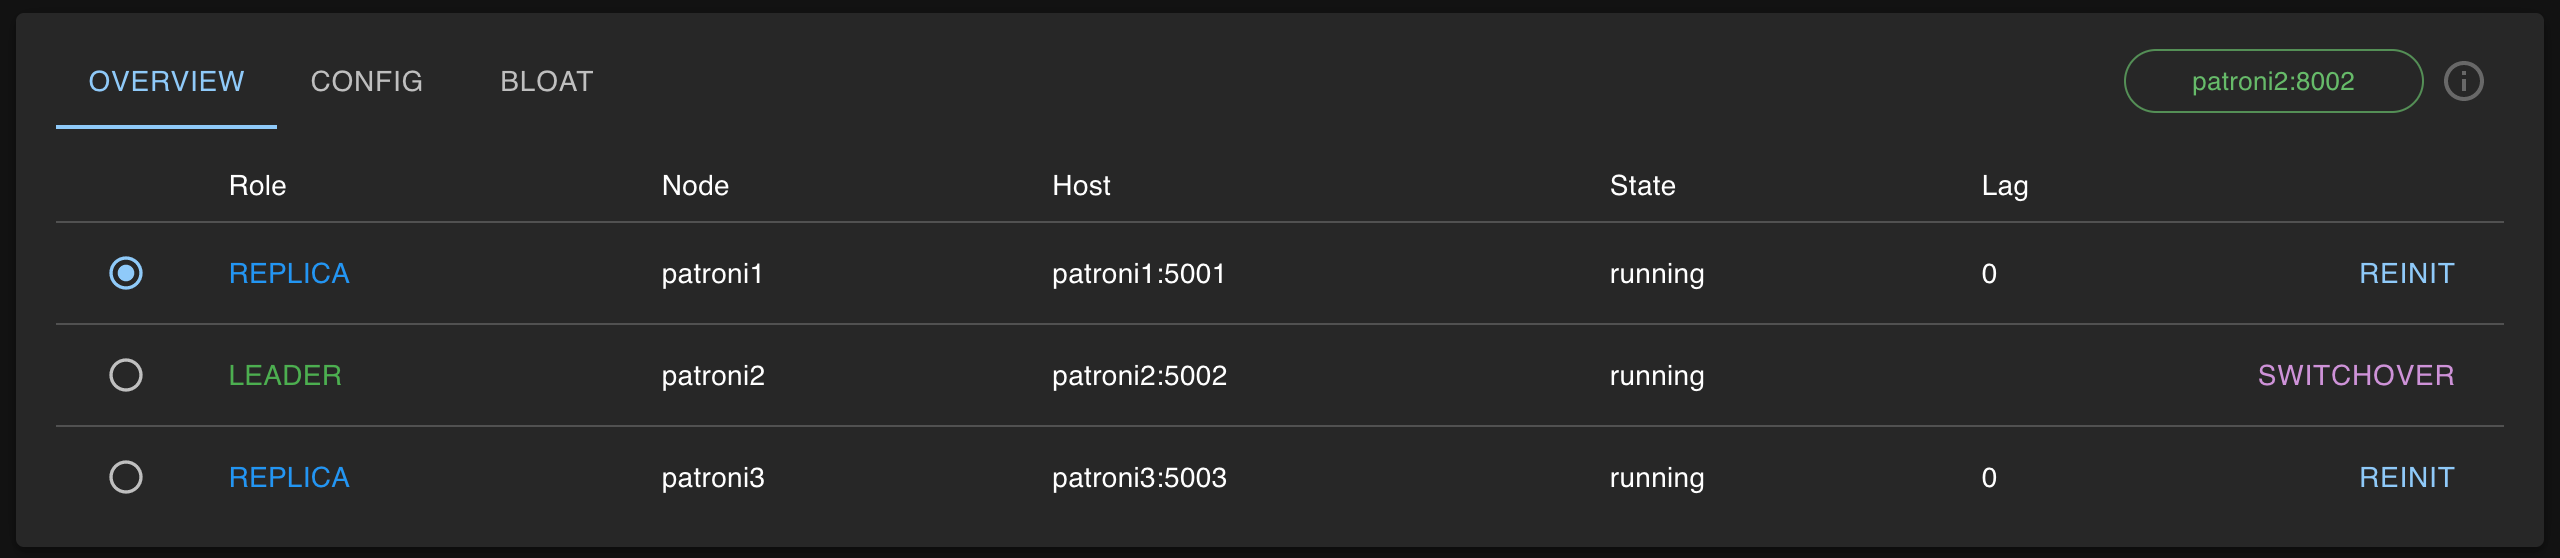 OVERVIEW CONFIG BLOAT patroni2:8002
Role Node Host State Lag
REPLICA patroni1 patroni1:5001 running 0 REINIT
LEADER patroni2 patroni2:5002 running SWITCHOVER
REPLICA patroni3 patroni3:5003 running 0 REINIT